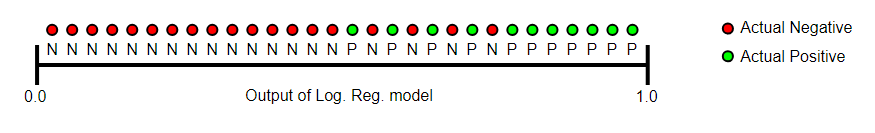 Actual Negative
N N N N N N N N N N N N N N N P N P N P N P N P P P P P P P
Actual Positive
0.0 Output of Log. Reg. model 1.0